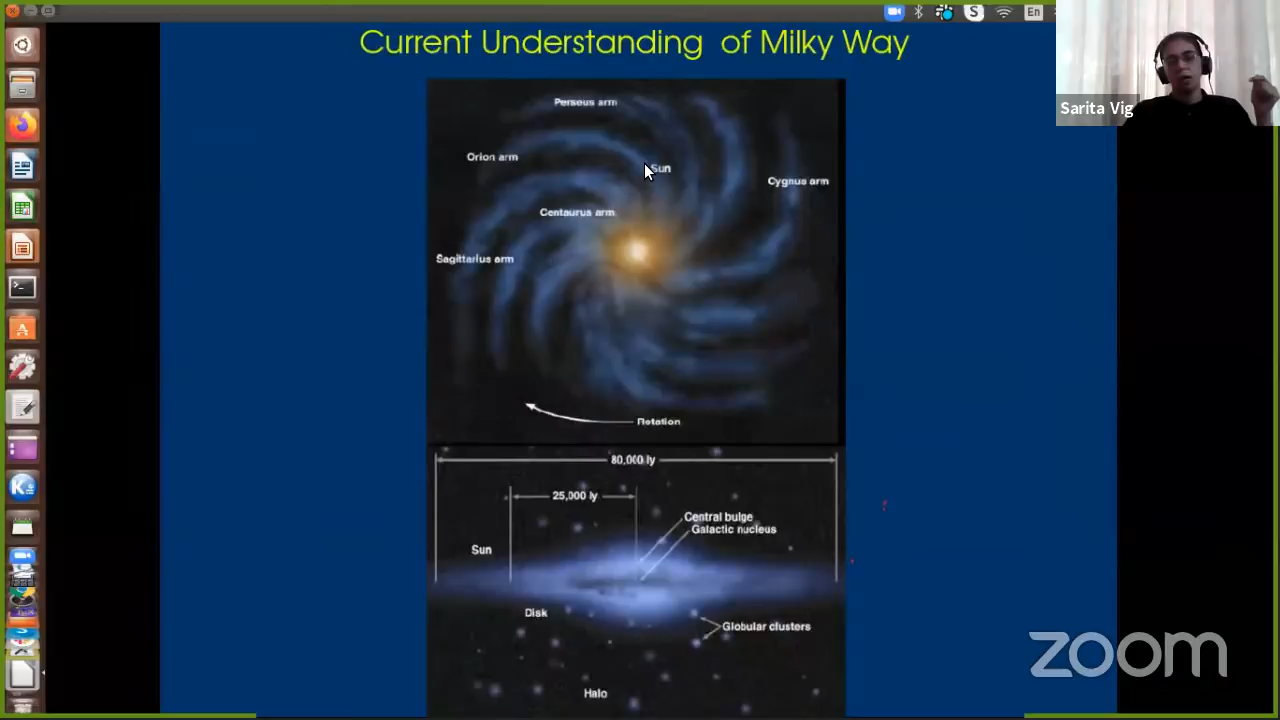 S
En
Current Understanding of Milky Way
Sarita Vig
Perseus arm
Orion arm
Sun
Cygnus arm
Centaurus arm
Sagittarius arm
Rotation
80,000 ly
25,000 ly
Central bulge
Galactic nucleus
Sun
Disk
Globular clusters
Halo
zoom